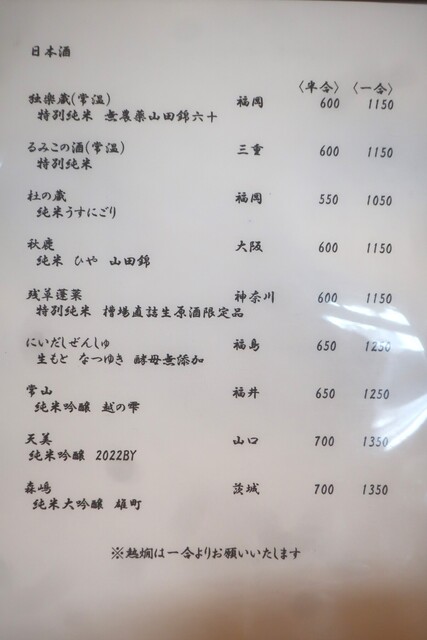 日本酒
〈半合〉 〈一合〉
独楽蔵(常温) 福岡 600 1150
特別純米 無農薬山田錦六十
るみこの酒(常温) 三重 600 1150
特別純米
杜の蔵 福岡 550 1050
純米うすにごり
秋鹿 大阪 600 1150
純米 ひや 山田錦
残草蓬莱 神奈川 600 1150
特別純米 槽場直詰生原酒限定品
にいだしぜんしゅ 福島 650 1250
生もと なつゆき 酵母無添加
常山 福井 650 1250
純米吟醸 越の雫
天美 山口 700 1350
純米吟醸 2022BY
森嶋 茨城 700 1350
純米大吟醸 雄町
※熱燗は一合よりお願いいたします